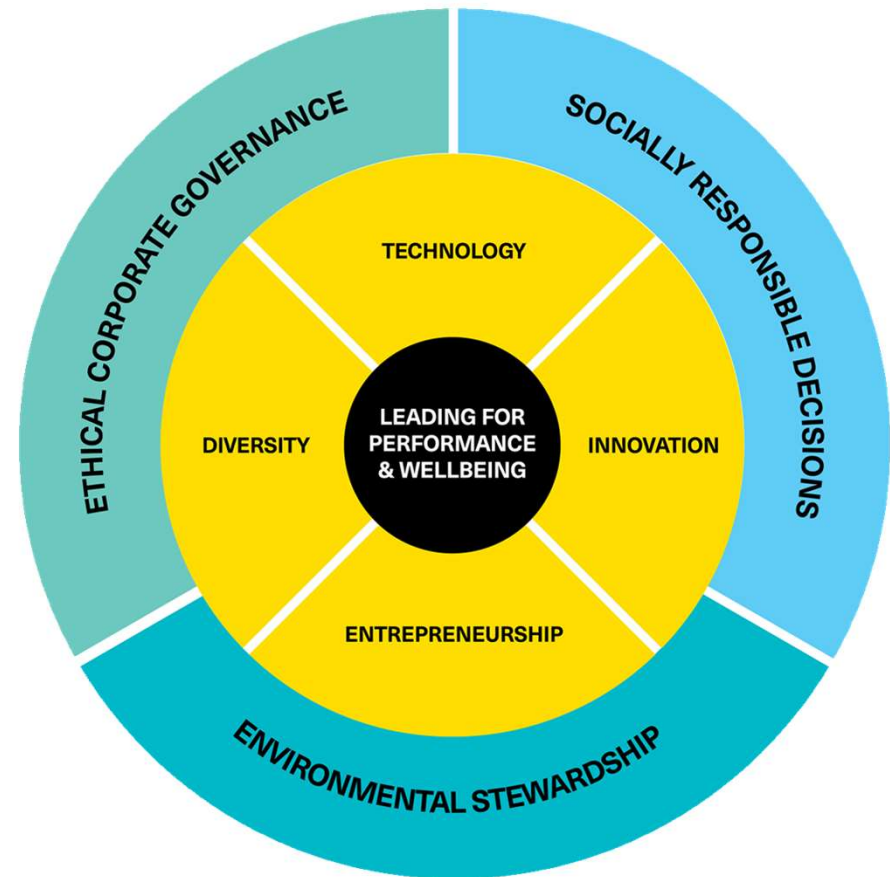 ETHICAL CORPORATE GOVERNANCE
SOCIALLY RESPONSIBLE DECISIONS
TECHNOLOGY
DIVERSITY
LEADING FOR
PERFORMANCE
& WELLBEING
INNOVATION
ENTREPRENEURSHIP
ENVIRONMENTAL STEWARDSHIP